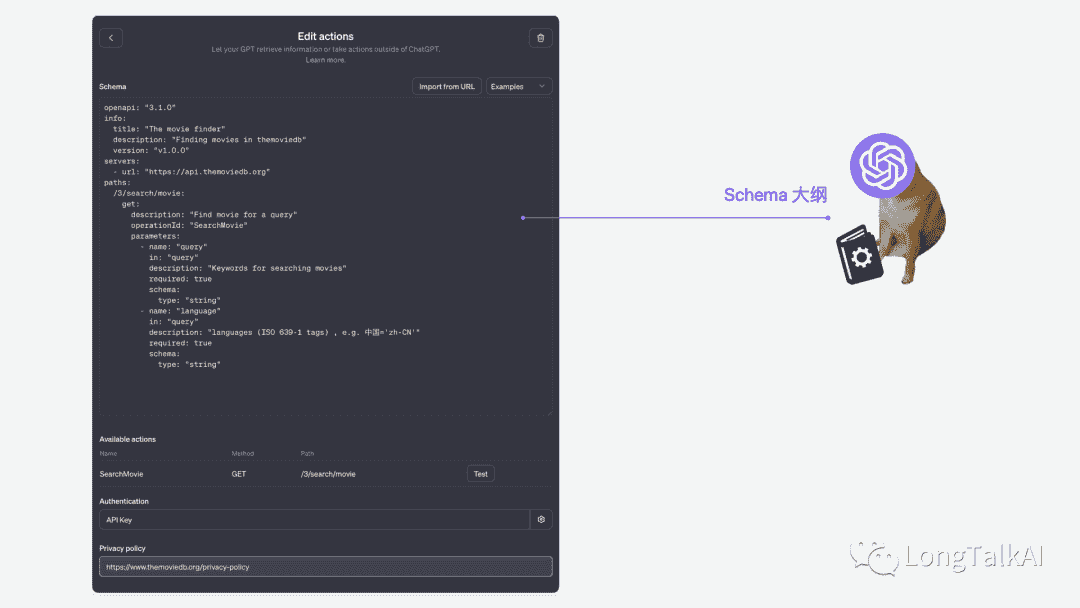 Edit actions
Let your GPT retrieve information or take actions outside of ChatGPT.
Learn more.
Schema
Import from URL
Examples
openapi: "3.1.0"
info:
  title: "The movie finder"
  description: "Finding movies in themoviedb"
  version: "v1.0.0"
servers:
  - url: "https://api.themoviedb.org"
paths:
  /3/search/movie:
    get:
      description: "Find movie for a query"
      operationId: "SearchMovie"
      parameters:
        - name: "query"
          in: "query"
          description: "Keywords for searching movies"
          required: true
          schema:
            type: "string"
        - name: "language"
          in: "query"
          description: "languages (ISO 639-1 tags) , e.g. 中国='zh-CN'"
          required: true
          schema:
            type: "string"
Schema 大纲
Available actions
Name Method Path
SearchMovie GET /3/search/movie Test
Authentication
API Key
Privacy policy
https://www.themoviedb.org/privacy-policy
LongTalkAI